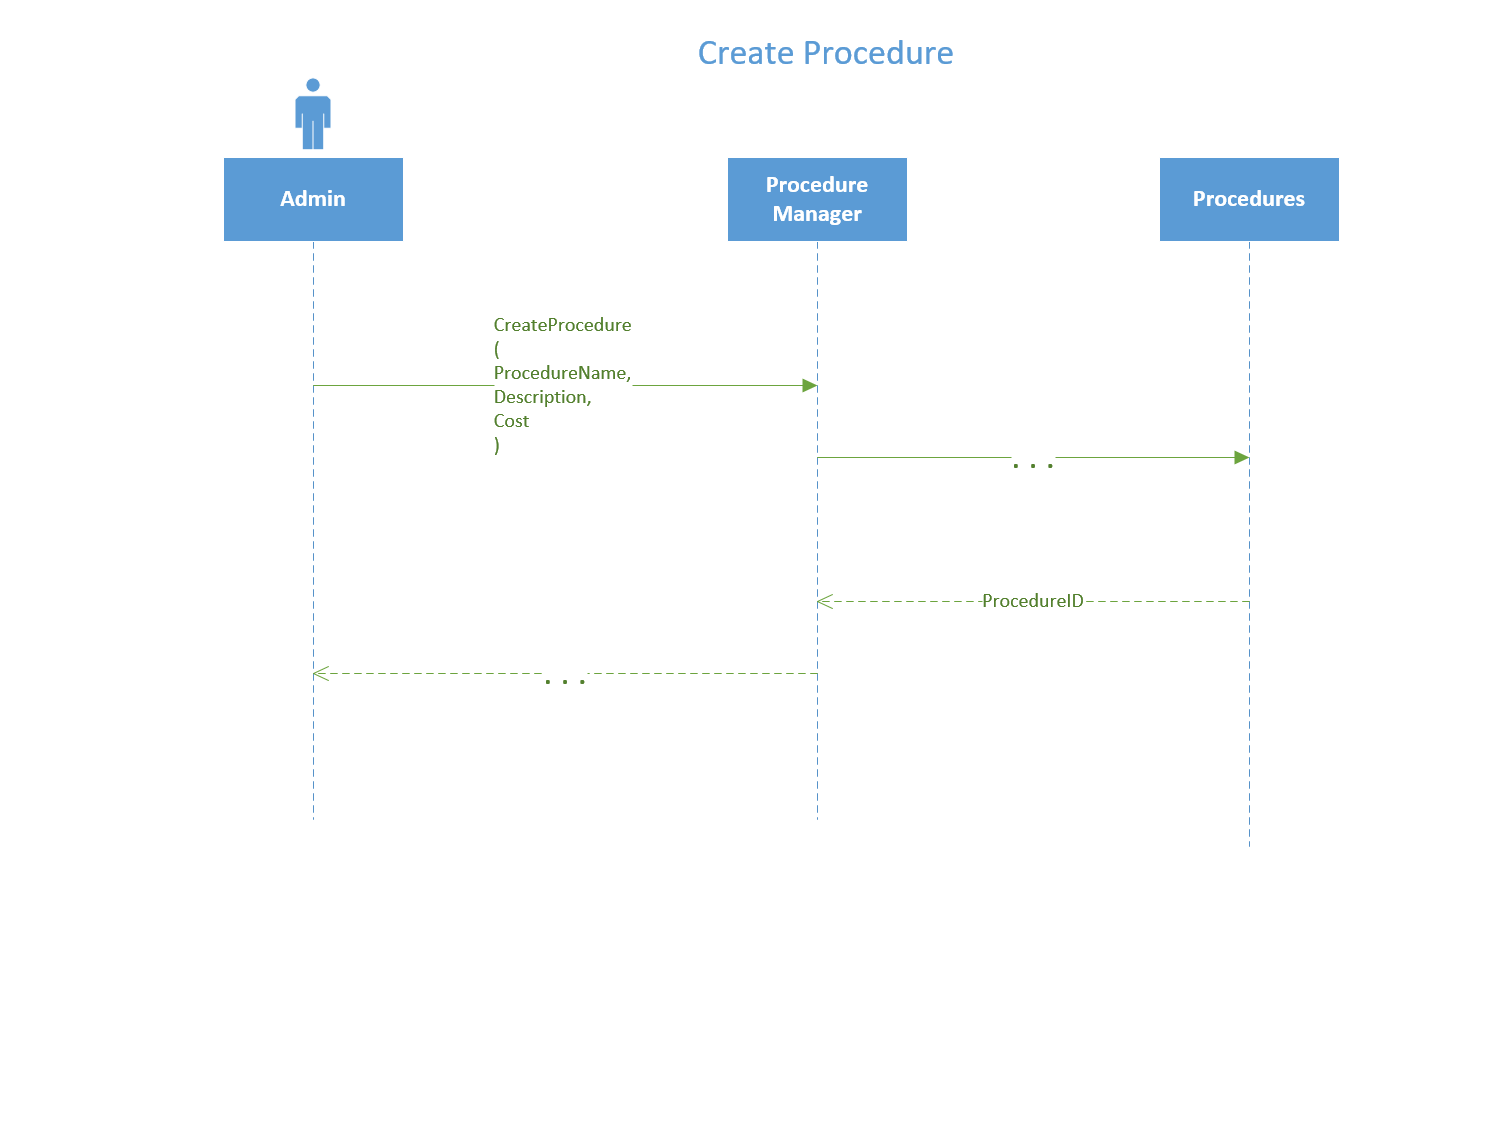 Create Procedure
Admin
Procedure
Manager
Procedures
CreateProcedure
(
ProcedureName,
Description,
Cost
)
. . .
ProcedureID
. . .